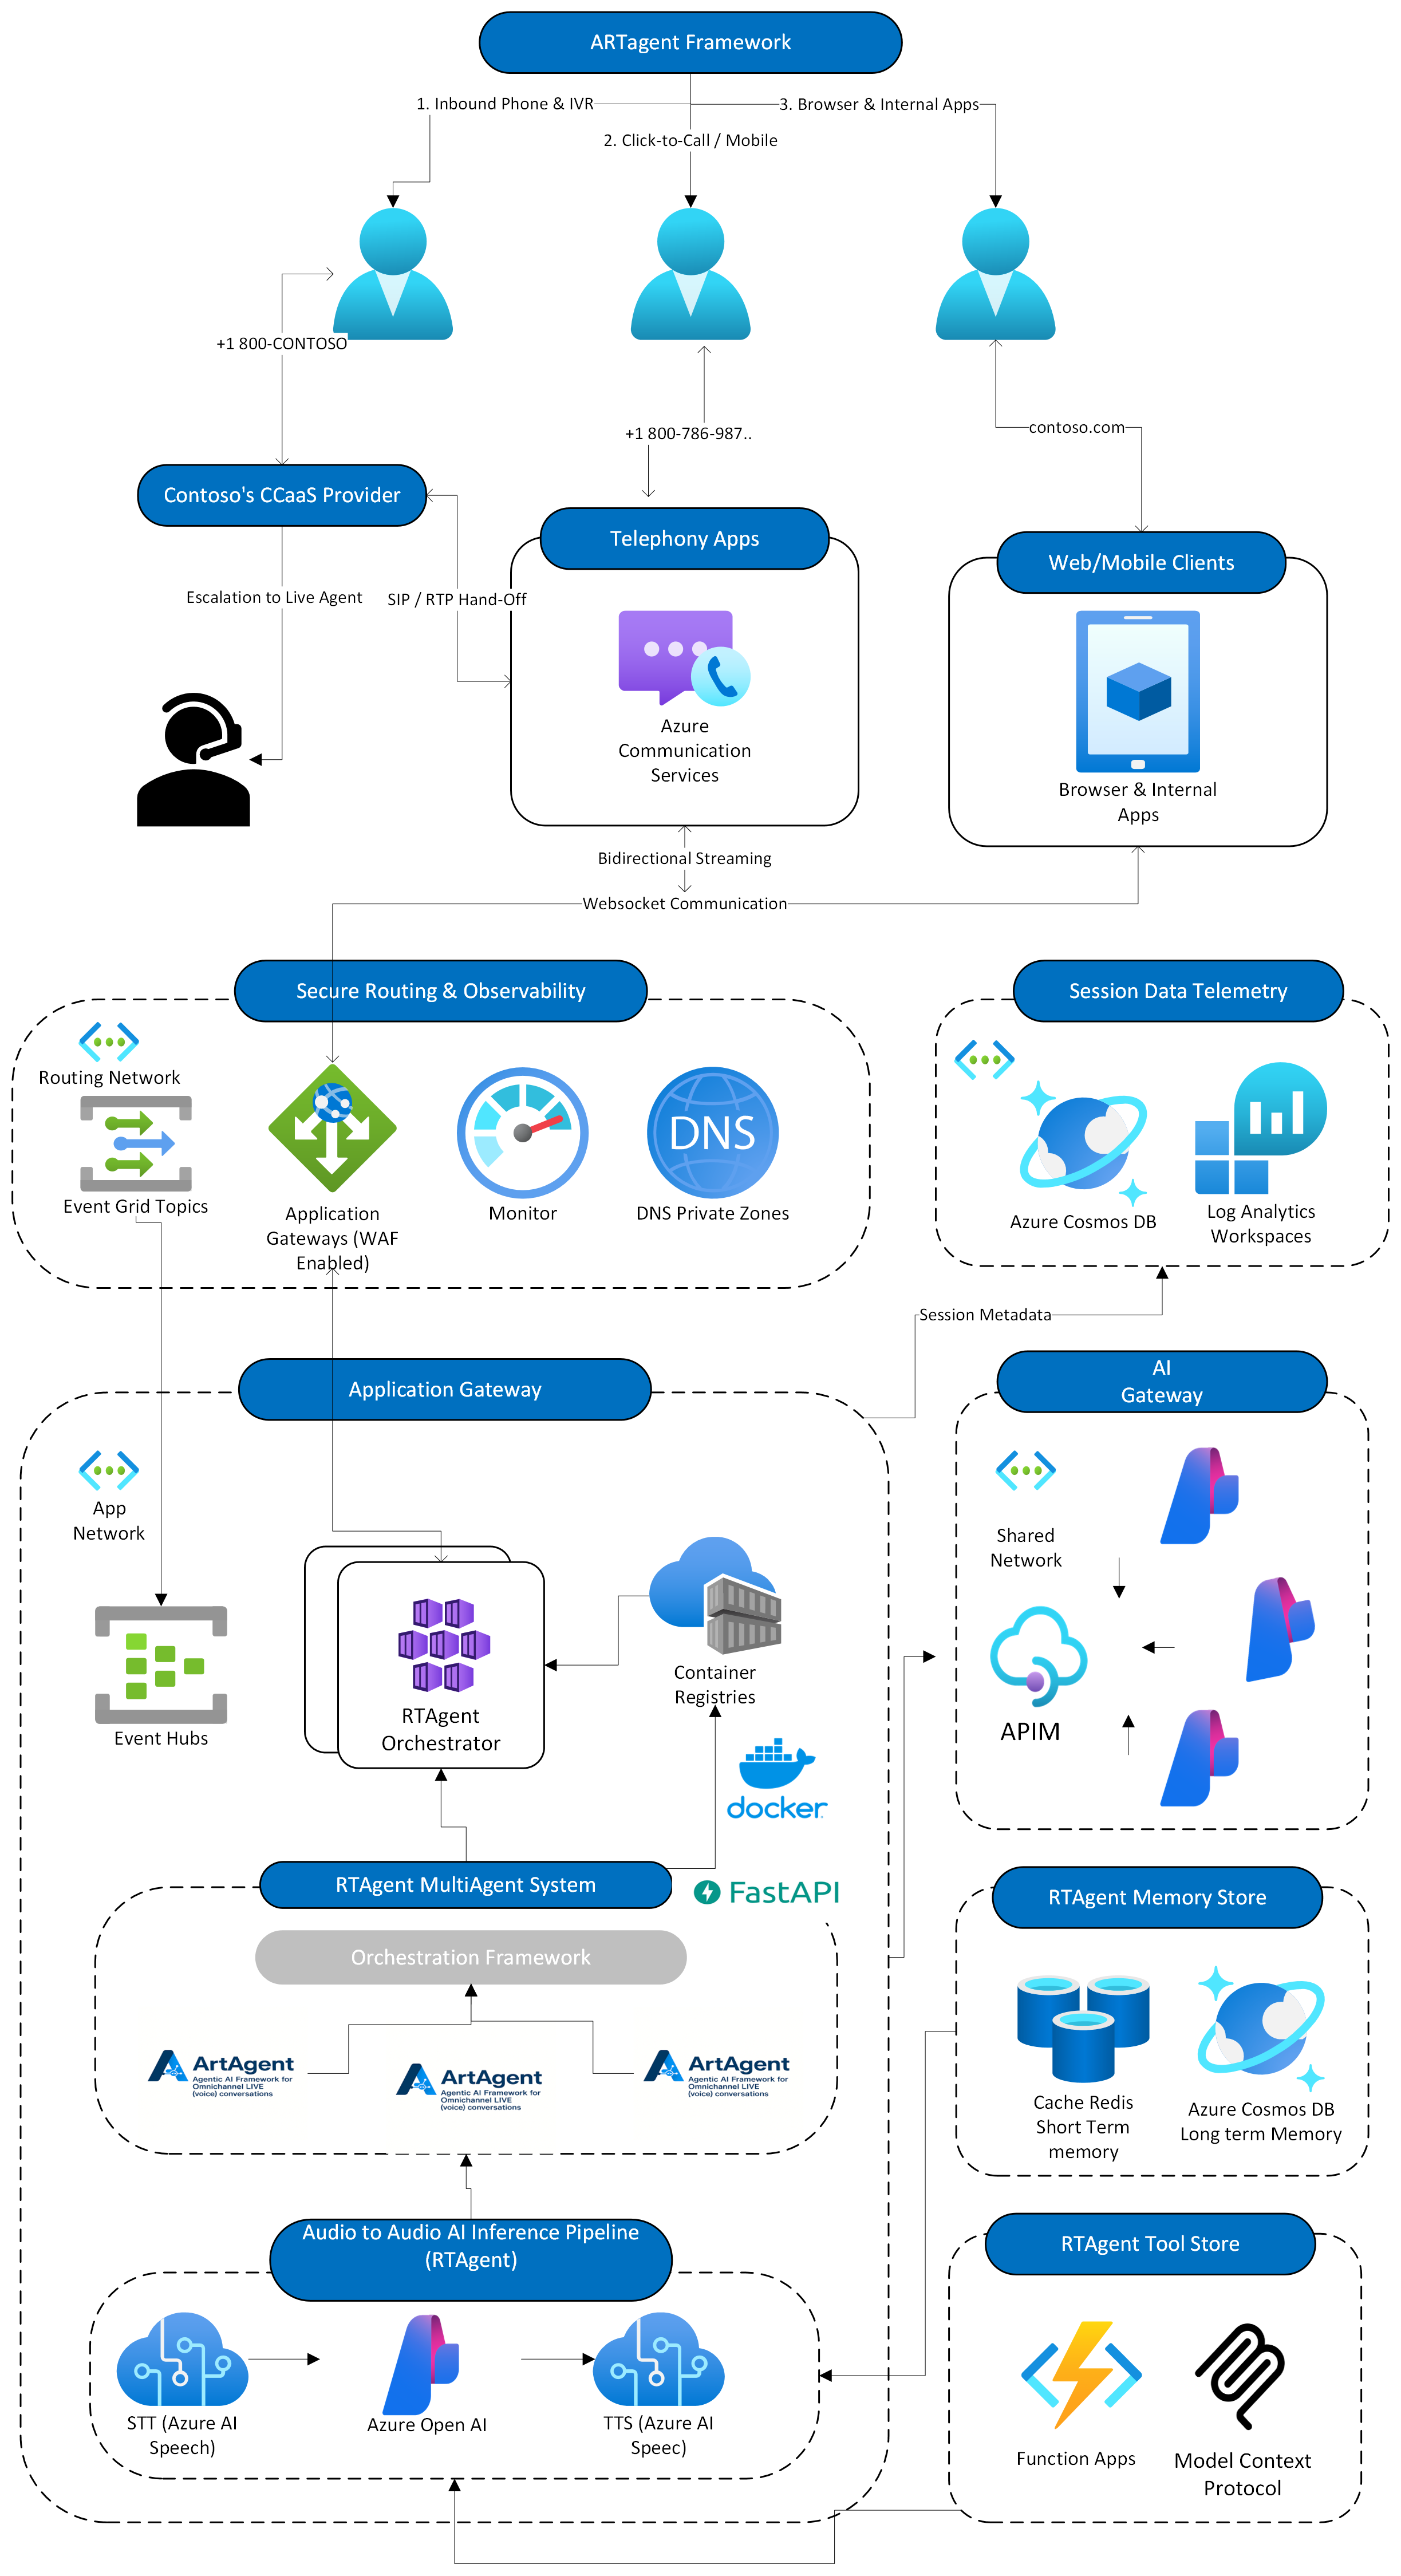 ARTagent Framework
1. Inbound Phone & IVR
3. Browser & Internal Apps
2. Click-to-Call / Mobile
+1 800-CONTOSO
+1 800-786-987..
contoso.com
Contoso's CCaaS Provider
Telephony Apps
Web/Mobile Clients
Escalation to Live Agent
SIP / RTP Hand-Off
Azure
Communication
Services
Browser & Internal
Apps
Bidirectional Streaming
Websocket Communication
Secure Routing & Observability
Session Data Telemetry
Routing Network
DNS
Event Grid Topics
Application
Gateways (WAF
Enabled)
Monitor
DNS Private Zones
Azure Cosmos DB
Log Analytics
Workspaces
Session Metadata
Application Gateway
AI
Gateway
App
Network
Shared
Network
Container
Registries
RTAgent
Orchestrator
Event Hubs
APIM
docker
RTAgent MultiAgent System
FastAPI
RTAgent Memory Store
Orchestration Framework
ArtAgent
Agentic AI Framework for
Omnichannel LIVE
(voice) conversations
ArtAgent
Agentic AI Framework for
Omnichannel LIVE
(voice) conversations
ArtAgent
Agentic AI Framework for
Omnichannel LIVE
(voice) conversations
Cache Redis
Short Term
memory
Azure Cosmos DB
Long term Memory
Audio to Audio AI Inference Pipeline
(RTAgent)
RTAgent Tool Store
STT (Azure AI
Speech)
Azure Open AI
TTS (Azure AI
Speec)
Function Apps
Model Context
Protocol